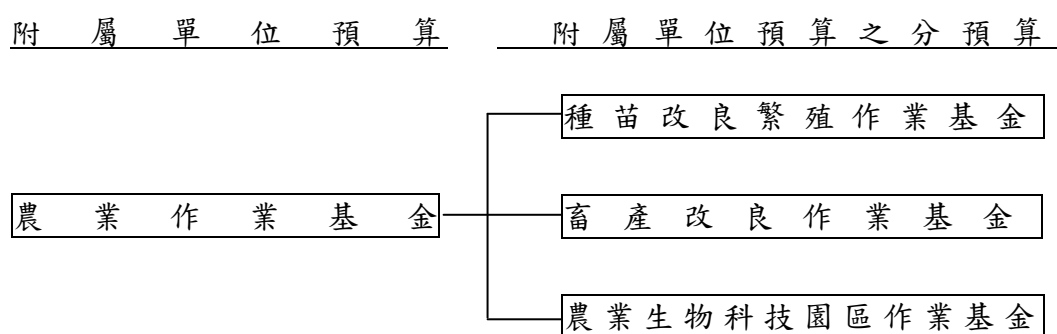 附屬單位預算 附屬單位預算之分預算
種苗改良繁殖作業基金
農業作業基金 畜產改良作業基金
農業生物科技園區作業基金